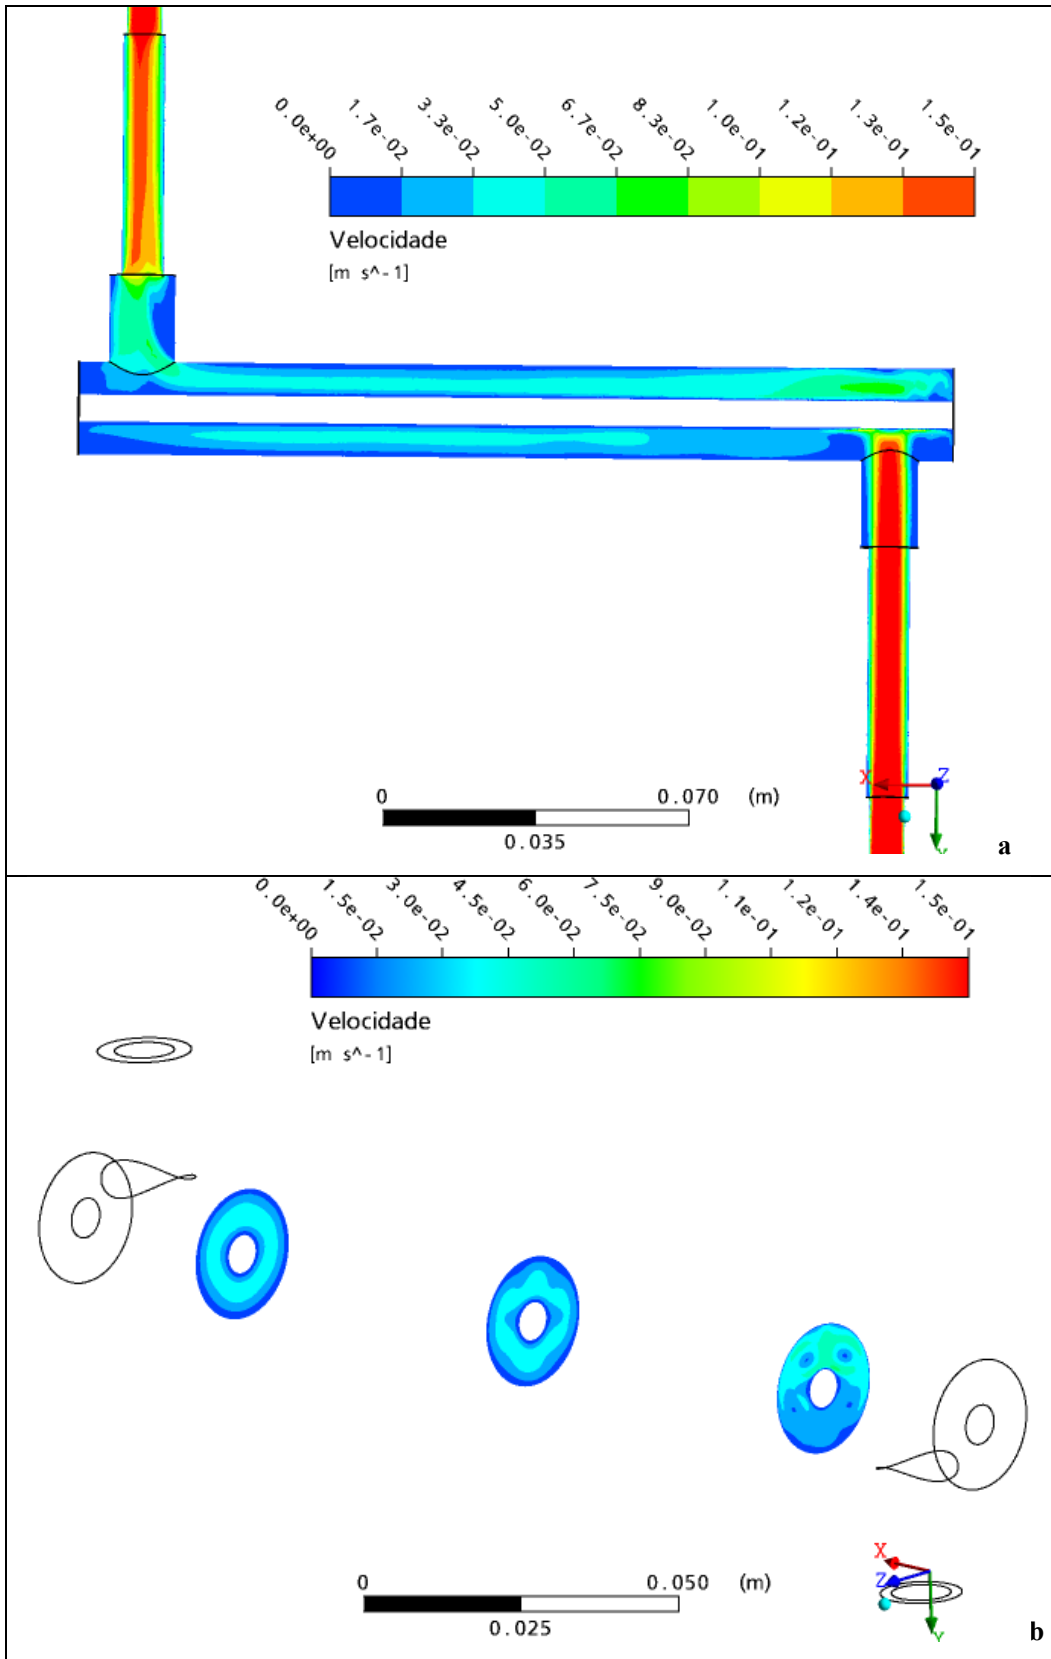 0.0e+00 1.7e-02 3.3e-02 5.0e-02 6.7e-02 8.3e-02 1.0e-01 1.2e-01 1.3e-01 1.5e-01
Velocidade
[m s^-1]
X Z
0 0.070 (m)
0.035
Y
a
0.0e+00 1.5e-02 3.0e-02 4.5e-02 6.0e-02 7.5e-02 9.0e-02 1.1e-01 1.2e-01 1.4e-01 1.5e-01
Velocidade
[m s^-1]
X
Z
0 0.050 (m)
0.025
Y
b